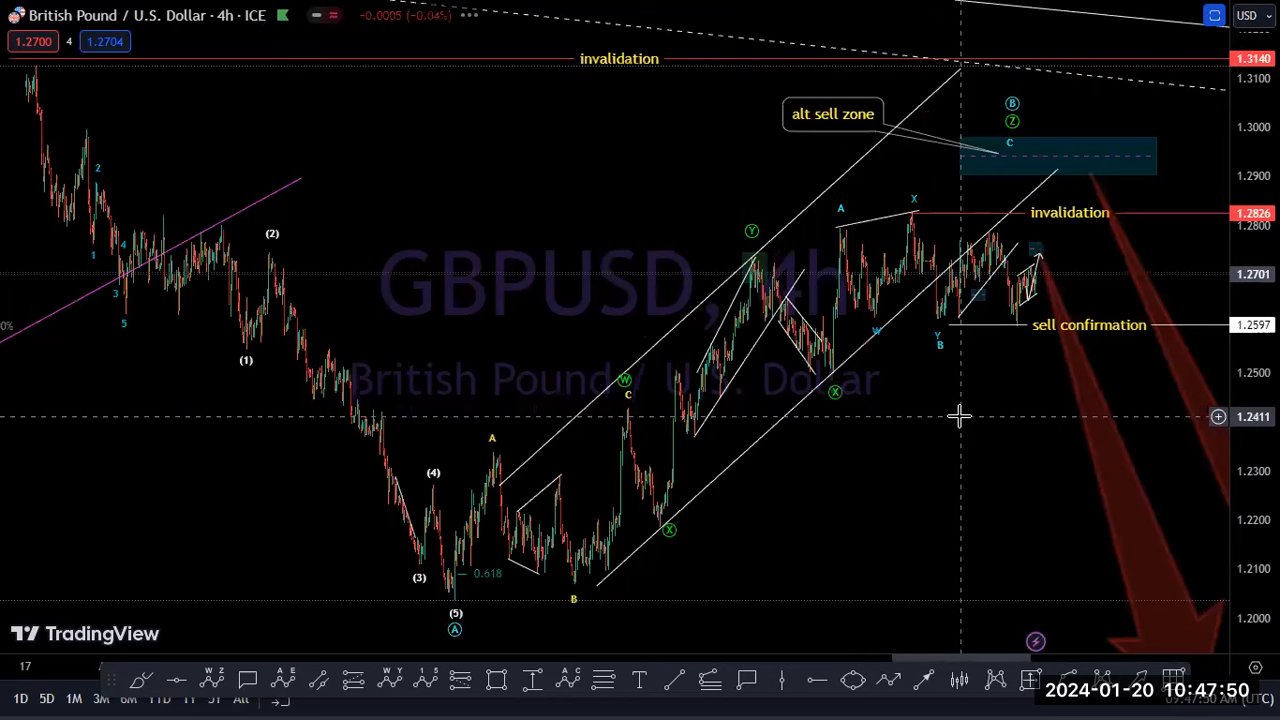 British Pound / U.S. Dollar · 4h · ICE
-0.0005 (-0.04%)
USD
1.2700 4 1.2704
invalidation
1.3140
1.3100
alt sell zone
B
Z
C
1.3000
1.2900
2
A
X
invalidation
1.2826
1.2800
(2)
Y
4
1
GBPUSD, 4h
1.2701
3
5
0%
W
Y
B
sell confirmation
1.2597
(1)
British Pound / U.S. Dollar
W
C
X
1.2500
1.2411
A
(4)
1.2300
X
1.2200
(3)
0.618
B
1.2100
(5)
A
1.2000
TradingView
17
W Z
A E
W Y
1 5
A C
T
1D 5D 1M 3M 6M YTD 1Y 5Y All
2024-01-20 10:47:50